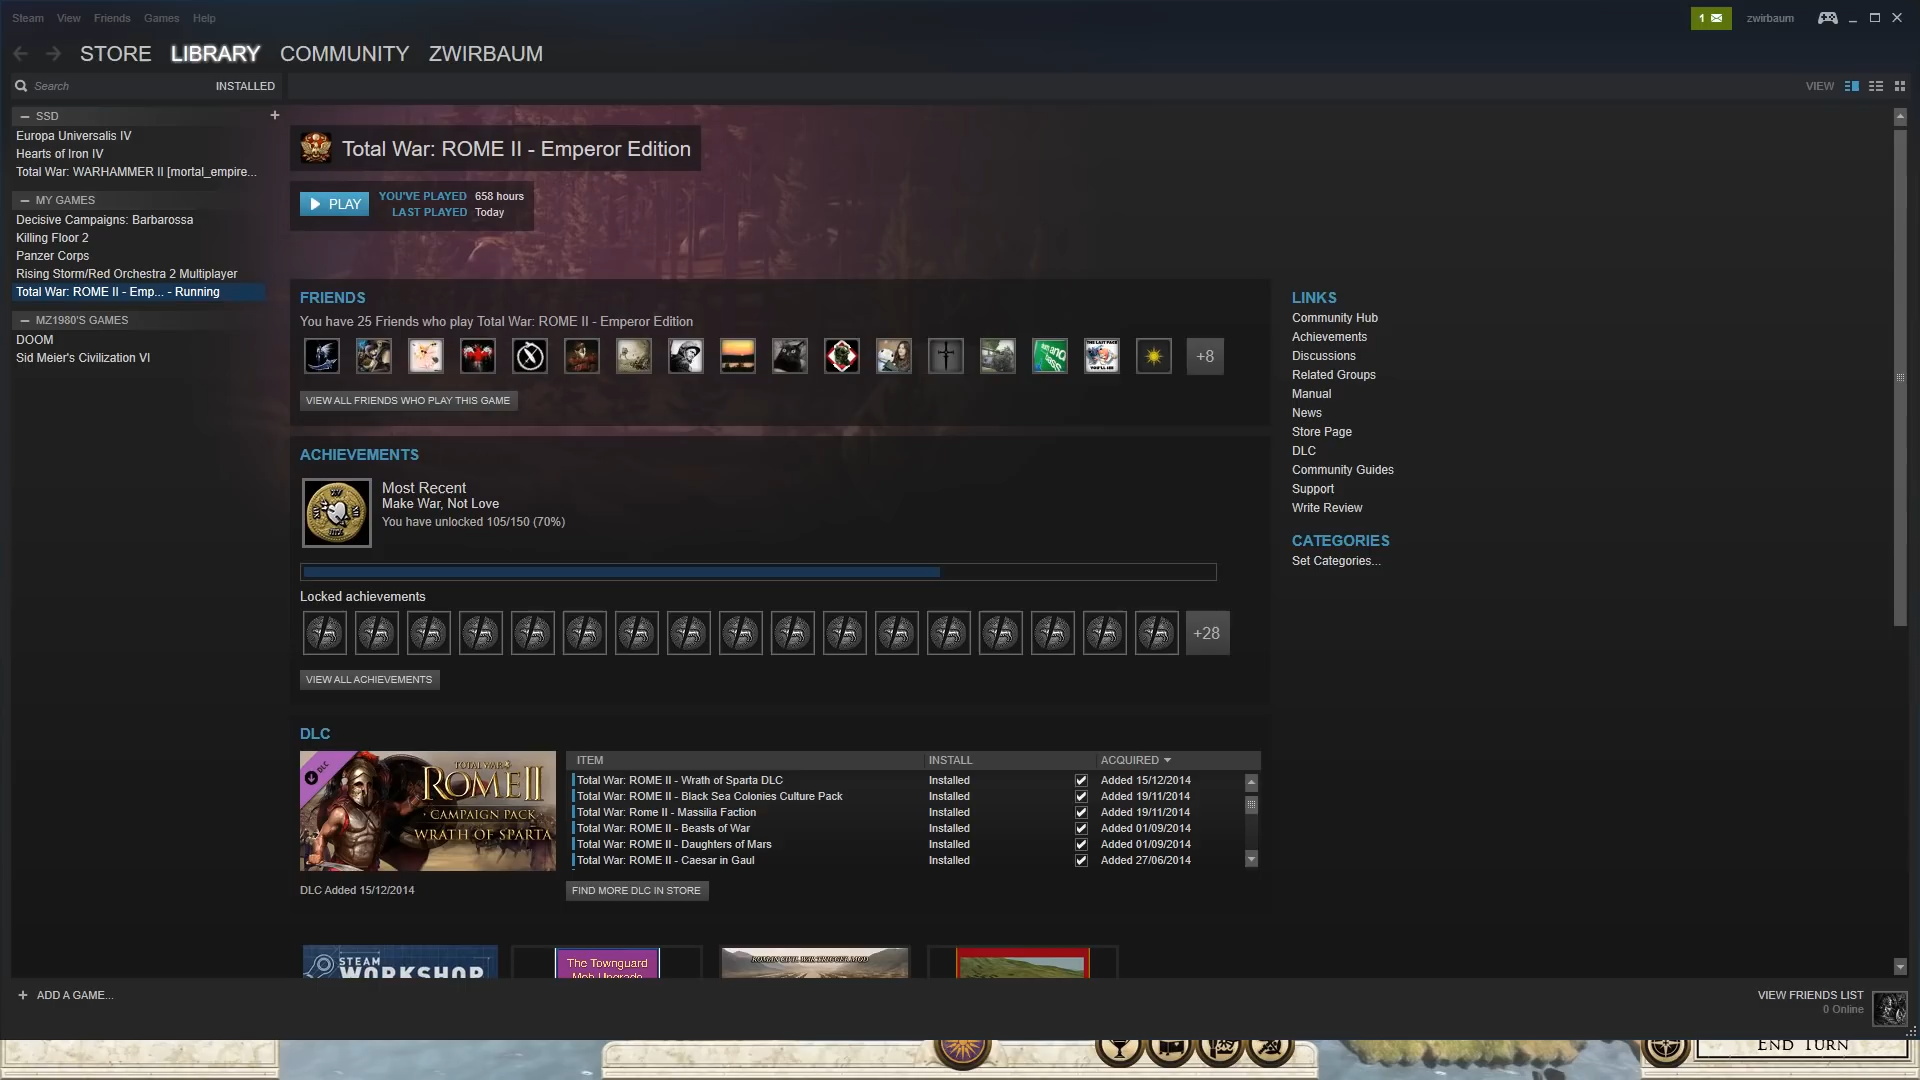 Steam View Friends Games Help
1 zwirbaum
STORE LIBRARY COMMUNITY ZWIRBAUM
Search INSTALLED
VIEW
— SSD +
Europa Universalis IV
Hearts of Iron IV
Total War: WARHAMMER II [mortal_empire...
— MY GAMES
Decisive Campaigns: Barbarossa
Killing Floor 2
Panzer Corps
Rising Storm/Red Orchestra 2 Multiplayer
Total War: ROME II - Emp... - Running
— MZ1980'S GAMES
DOOM
Sid Meier's Civilization VI
Total War: ROME II - Emperor Edition
PLAY
YOU'VE PLAYED 658 hours
LAST PLAYED Today
FRIENDS
You have 25 Friends who play Total War: ROME II - Emperor Edition
+8
VIEW ALL FRIENDS WHO PLAY THIS GAME
ACHIEVEMENTS
Most Recent
Make War, Not Love
You have unlocked 105/150 (70%)
Locked achievements
+28
VIEW ALL ACHIEVEMENTS
DLC
DLC
TOTAL WAR
ROME II
CAMPAIGN PACK
WRATH OF SPARTA
DLC Added 15/12/2014
ITEM INSTALL ACQUIRED
Total War: ROME II - Wrath of Sparta DLC Installed Added 15/12/2014
Total War: ROME II - Black Sea Colonies Culture Pack Installed Added 19/11/2014
Total War: Rome II - Massilia Faction Installed Added 19/11/2014
Total War: ROME II - Beasts of War Installed Added 01/09/2014
Total War: ROME II - Daughters of Mars Installed Added 01/09/2014
Total War: ROME II - Caesar in Gaul Installed Added 27/06/2014
FIND MORE DLC IN STORE
LINKS
Community Hub
Achievements
Discussions
Related Groups
Manual
News
Store Page
DLC
Community Guides
Support
Write Review
CATEGORIES
Set Categories...
STEAM
WORKSHOP
The Townguard
Mob Upgrade
ROMAN CIVIL WAR TRIGGER MOD
+ ADD A GAME...
VIEW FRIENDS LIST
0 Online
END TURN